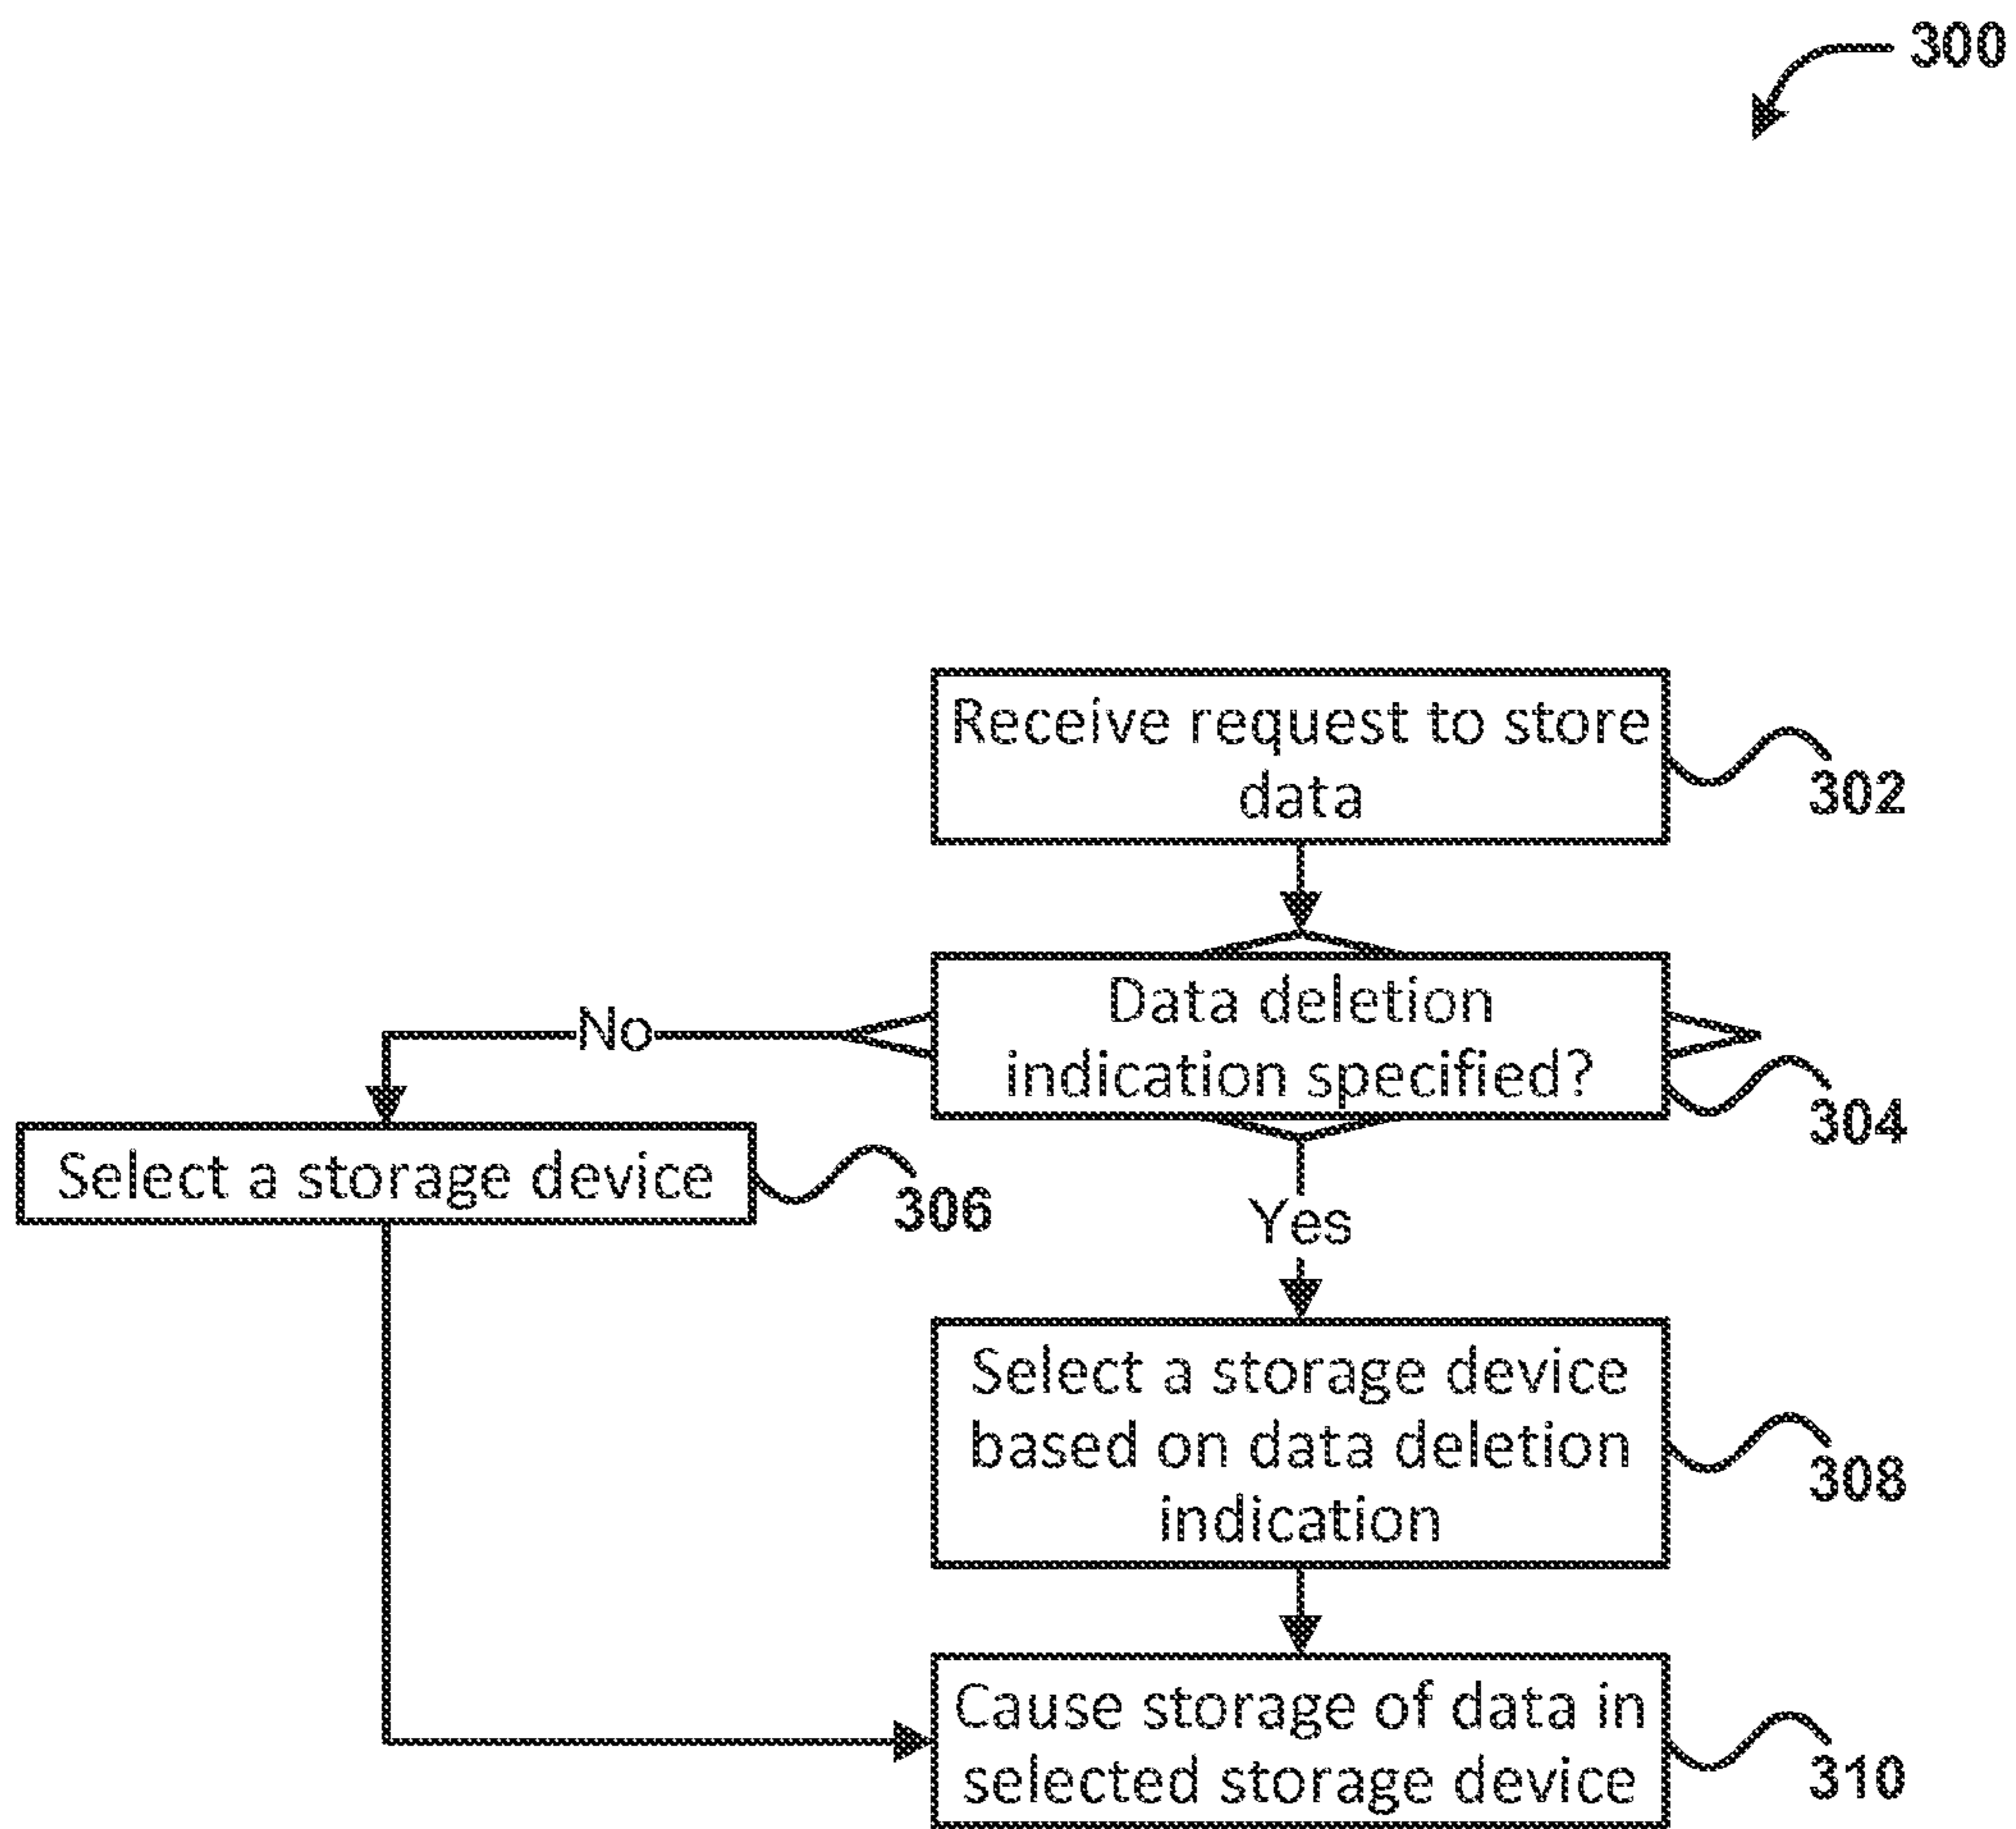 300
Receive request to store
data
302
Data deletion
indication specified?
304
No
Select a storage device
306
Yes
Select a storage device
based on data deletion
indication
308
Cause storage of data in
selected storage device
310